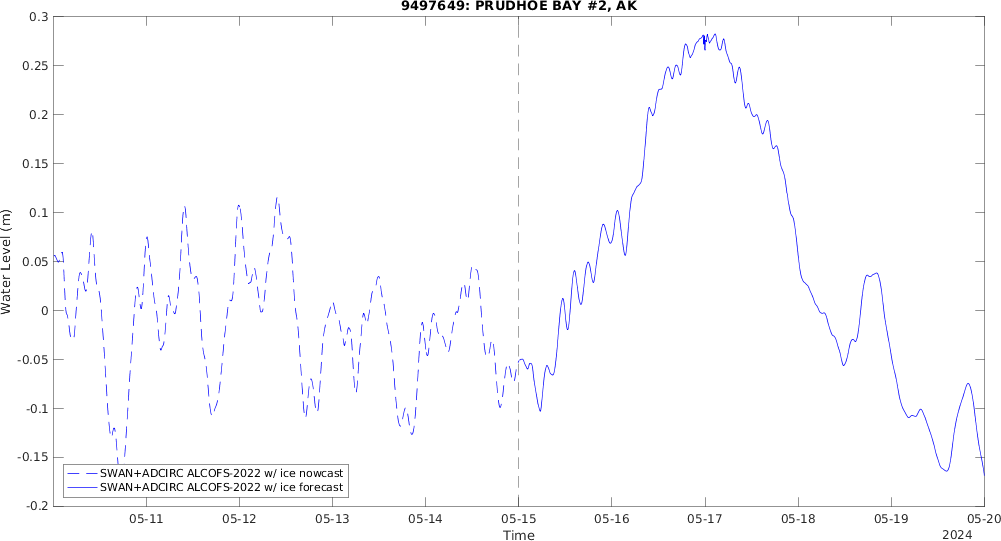 9497649: PRUDHOE BAY #2, AK
0.3
0.25
0.2
0.15
0.1
0.05
0
-0.05
-0.1
-0.15
-0.2
Water Level (m)
SWAN+ADCIRC ALCOFS-2022 w/ ice nowcast
SWAN+ADCIRC ALCOFS-2022 w/ ice forecast
05-11 05-12 05-13 05-14 05-15 05-16 05-17 05-18 05-19 05-20
Time
2024